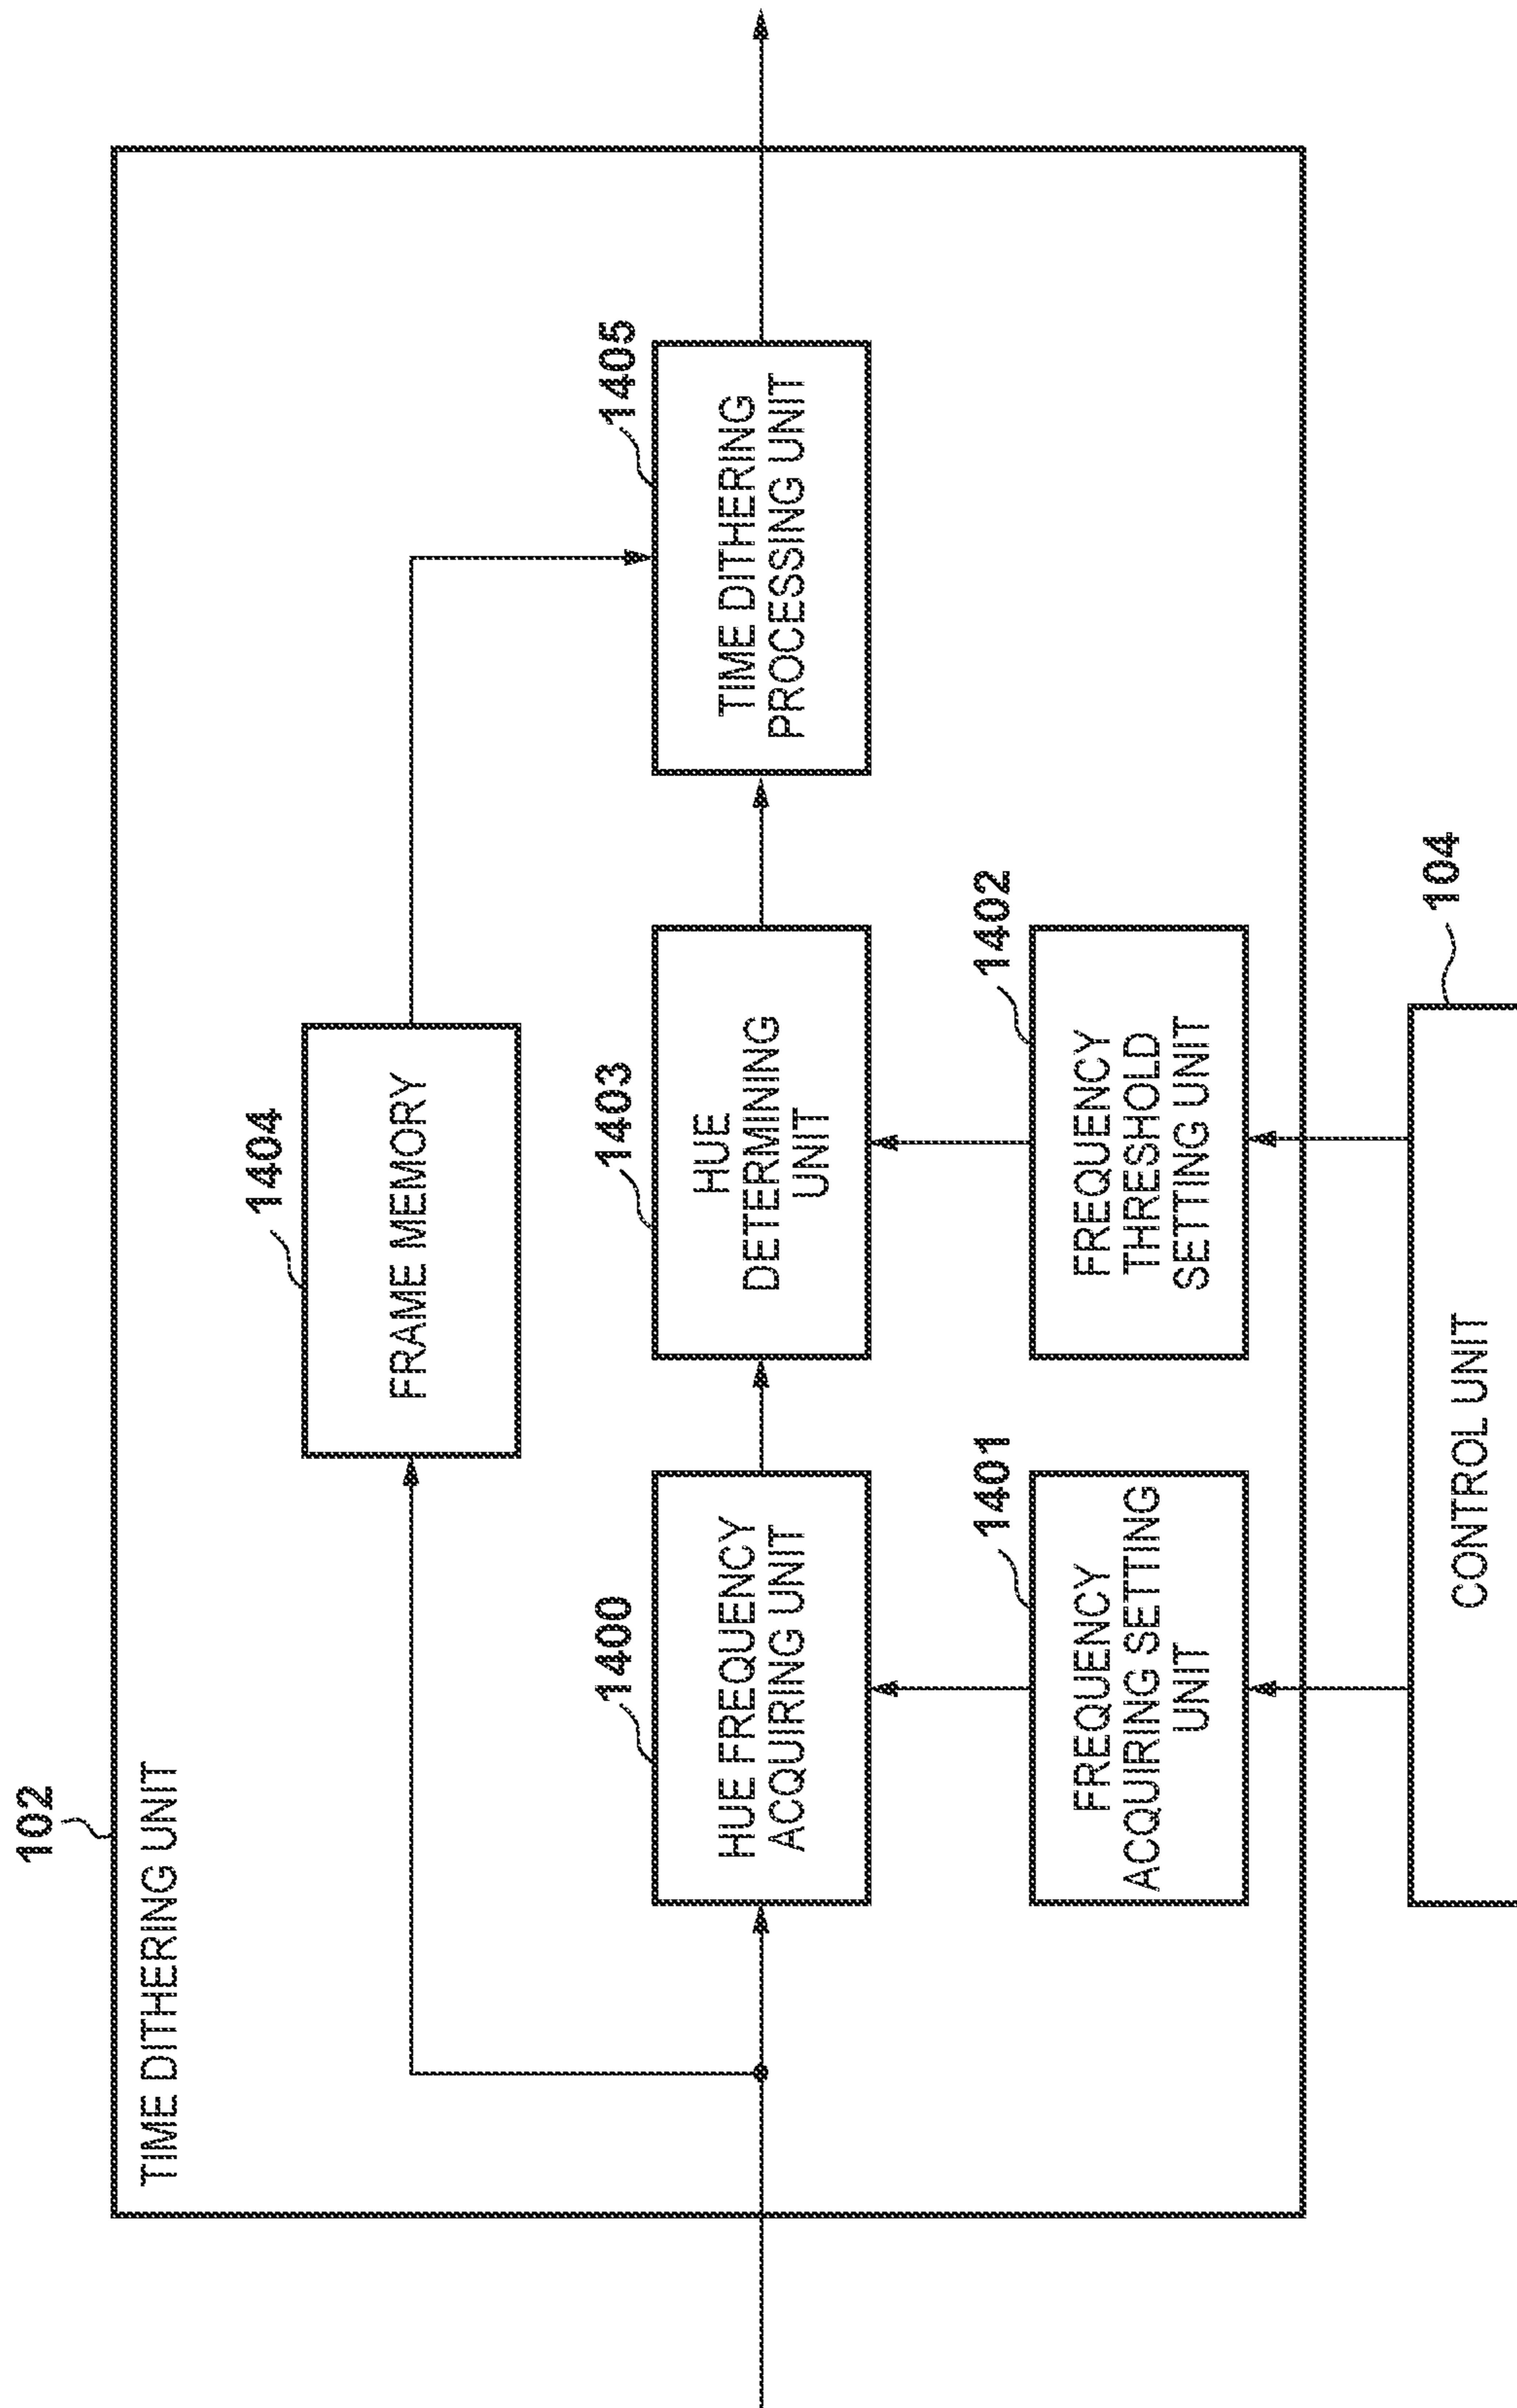 102
TIME DITHERING UNIT
1404
FRAME MEMORY
1400
HUE FREQUENCY
ACQUIRING UNIT
1403
HUE
DETERMINING
UNIT
1405
TIME DITHERING
PROCESSING UNIT
1401
FREQUENCY
ACQUIRING SETTING
UNIT
1402
FREQUENCY
THRESHOLD
SETTING UNIT
CONTROL UNIT
104